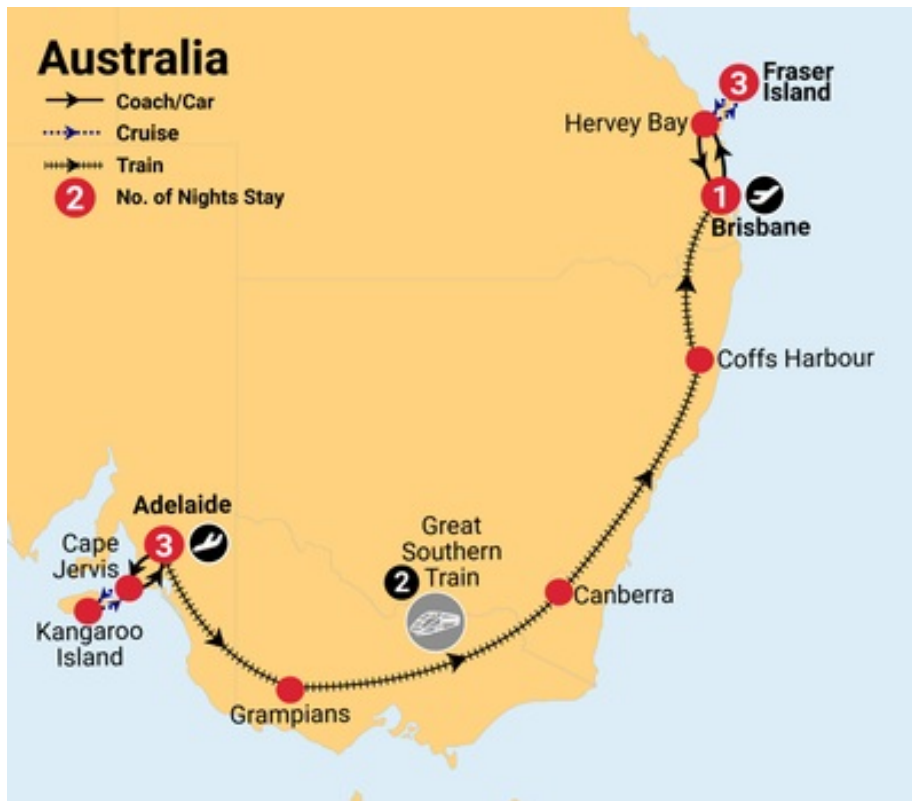 Australia
Coach/Car
Cruise
Train
2 No. of Nights Stay
3 Fraser
Island
Hervey Bay
1
Brisbane
Coffs Harbour
Adelaide
3
Cape
Jervis
Kangaroo
Island
Great
Southern
2 Train
Canberra
Grampians